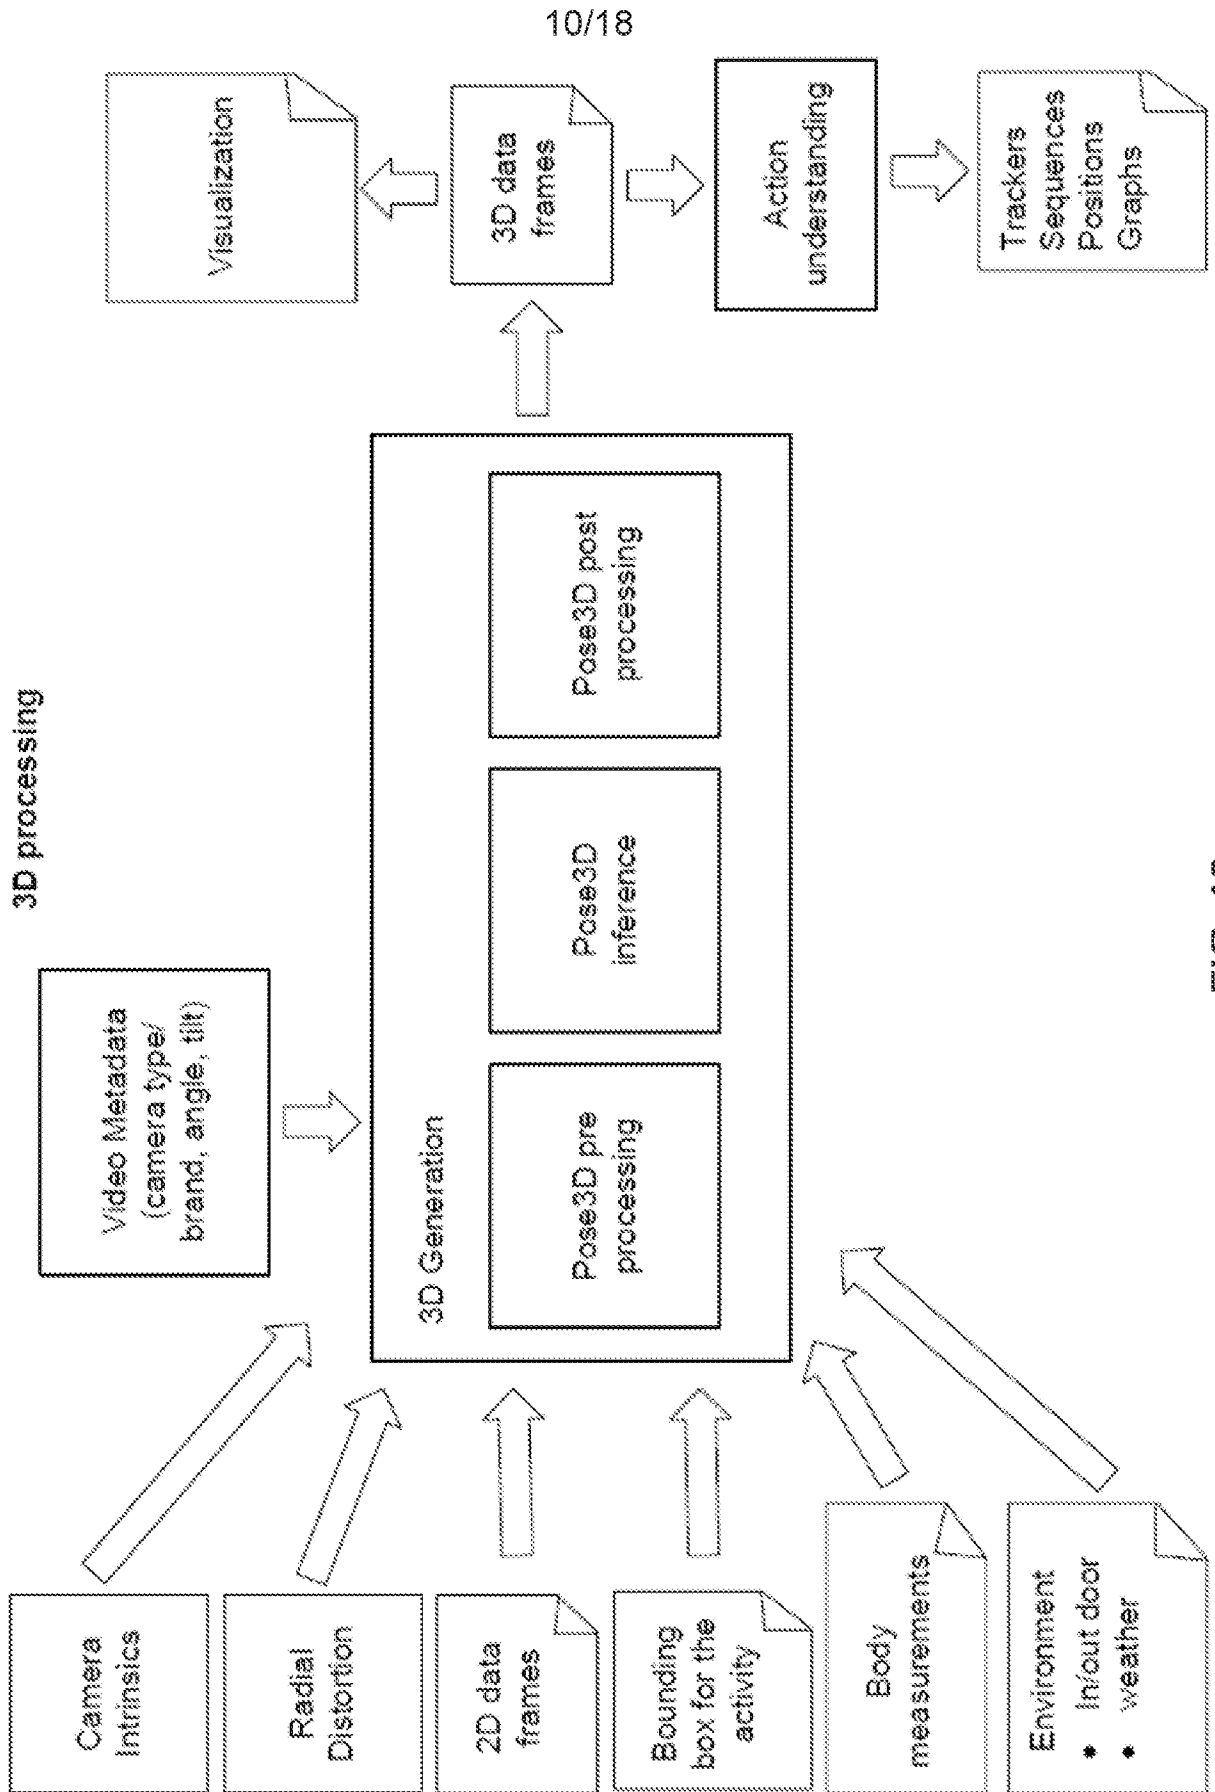 10/18
3D processing
Video Metadata
(camera type/
brand, angle, tilt)
Camera
Intrinsics
Radial
Distortion
2D data
frames
Bounding
box for the
activity
Body
measurements
Environment
• In/out door
• weather
3D Generation
Pose3D pre
processing
Pose3D
inference
Pose3D post
processing
Visualization
3D data
frames
Action
understanding
Trackers
Sequences
Positions
Graphs